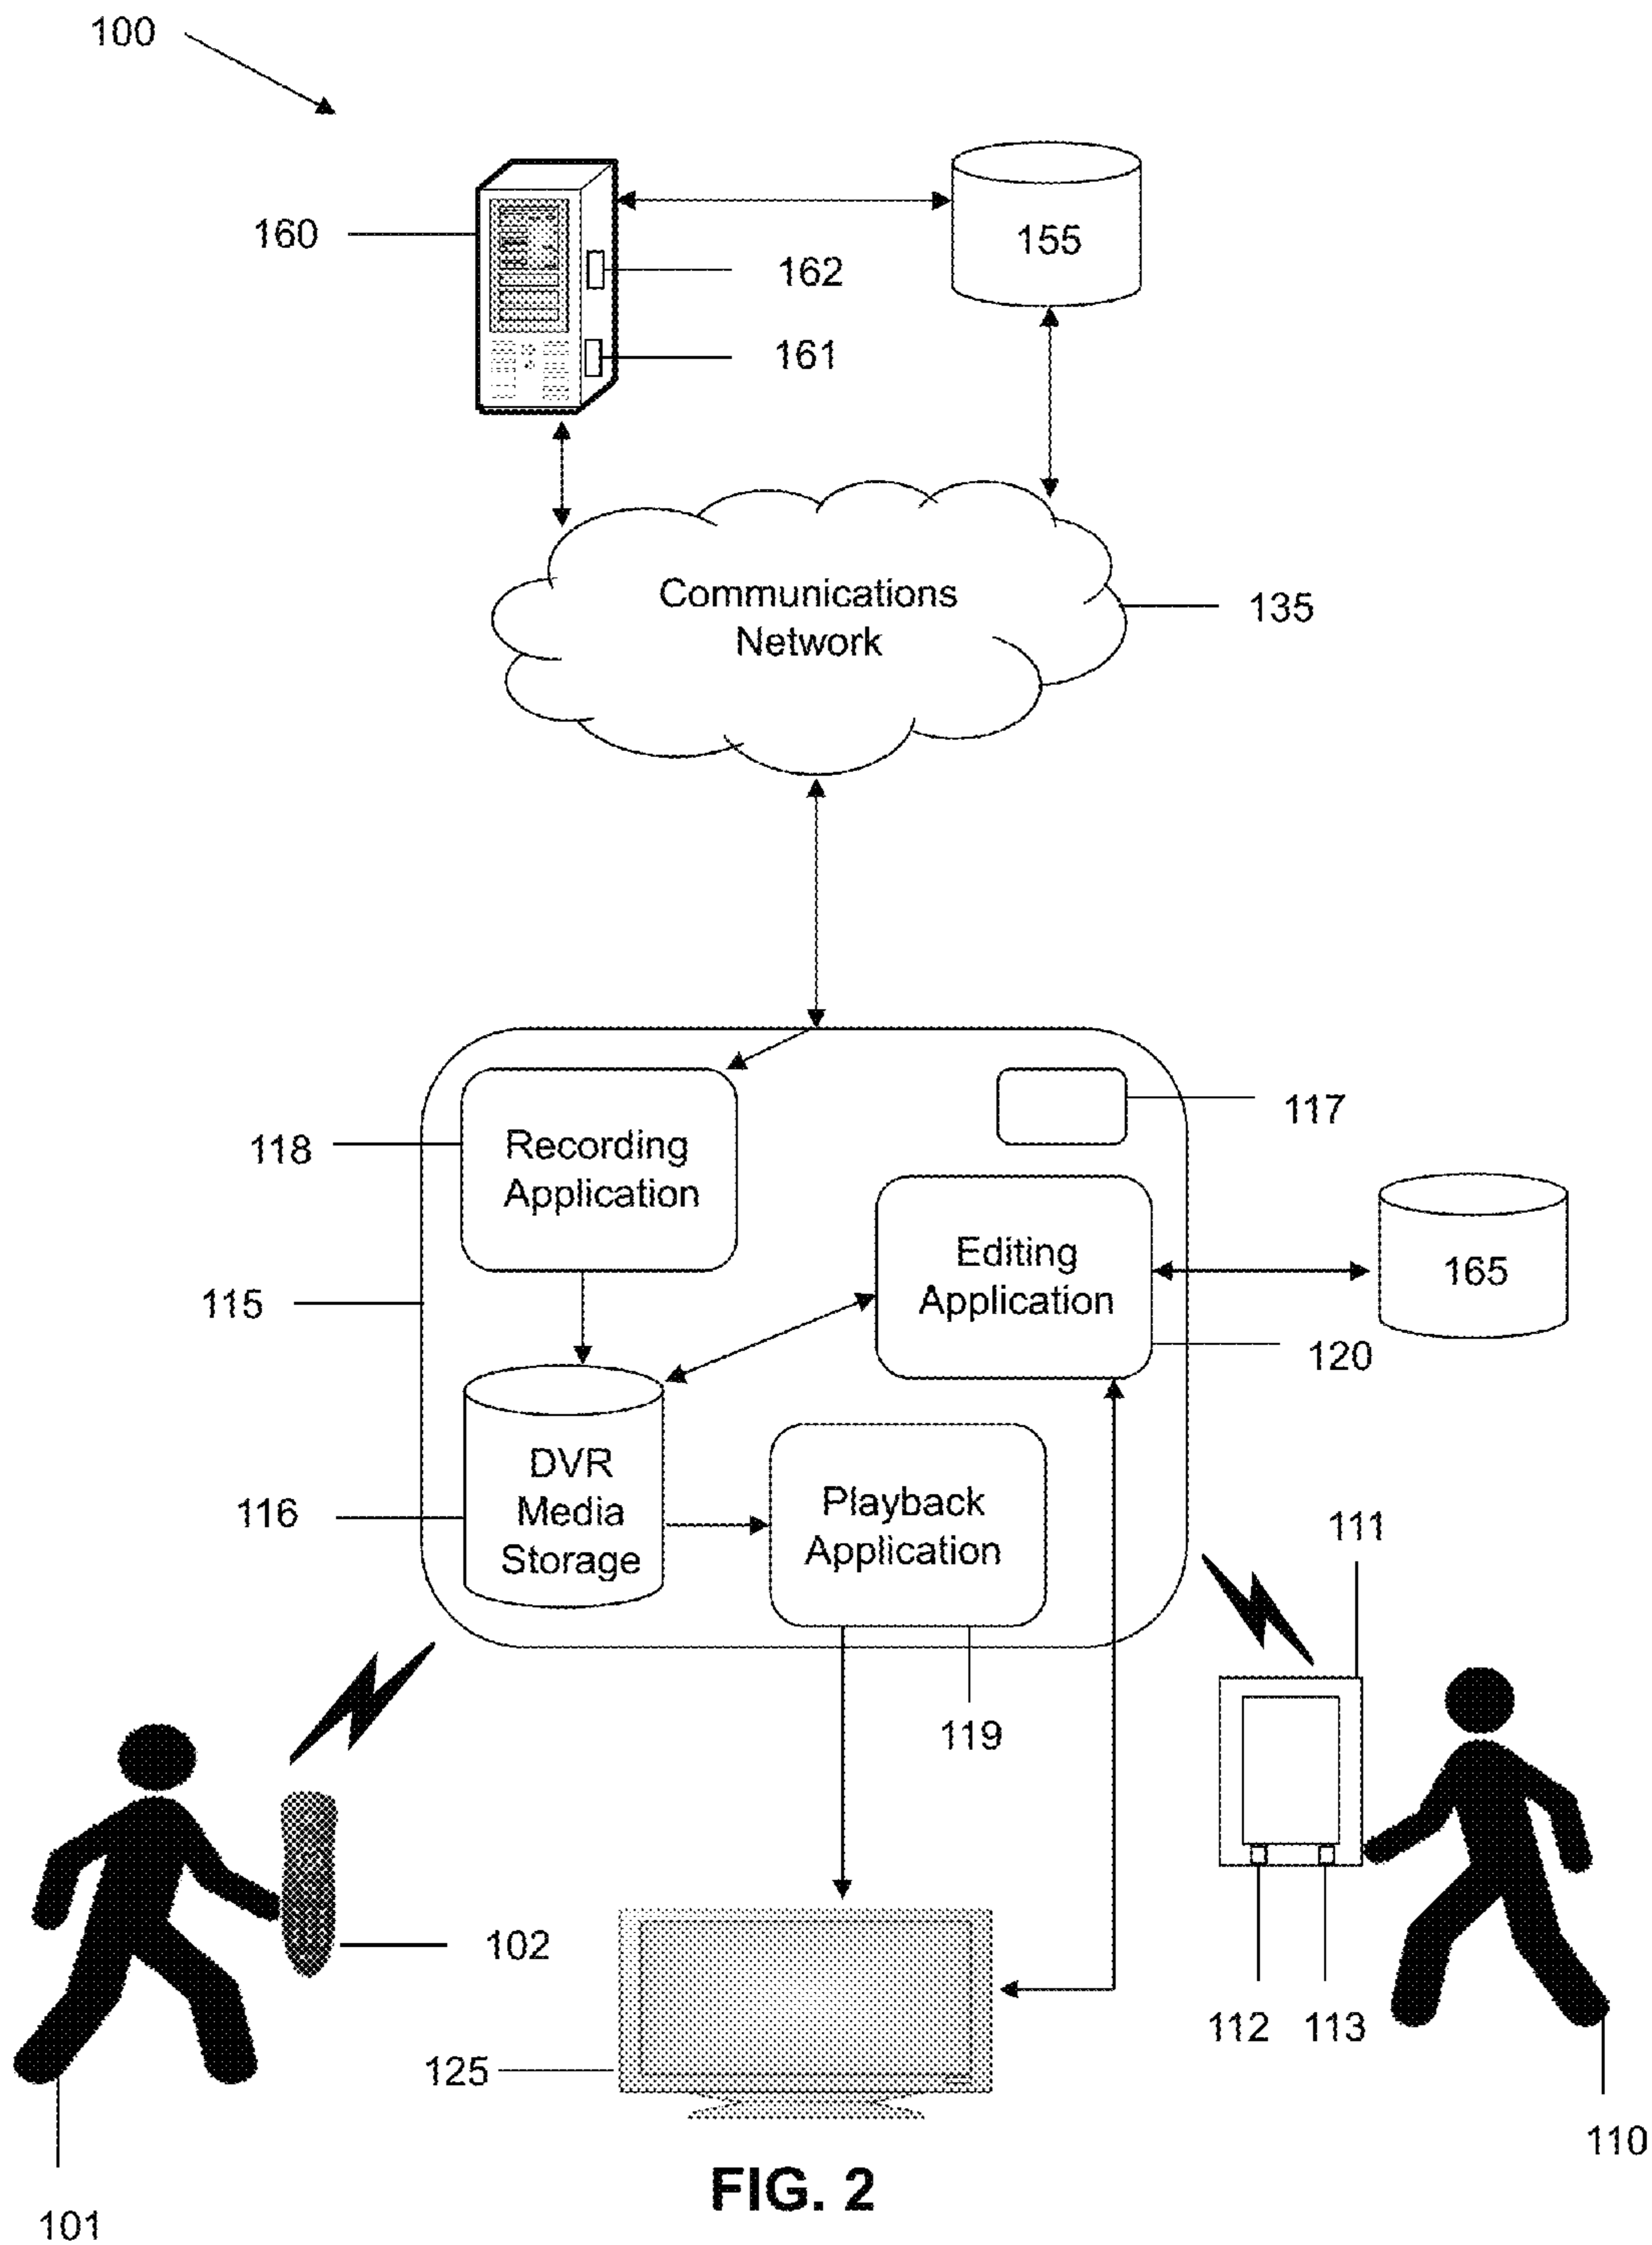 100
160
155
162
161
Communications
Network
135
117
118
Recording
Application
Editing
Application
165
115
120
DVR
Media
Storage
116
Playback
Application
111
119
102
112
113
125
110
FIG. 2
101